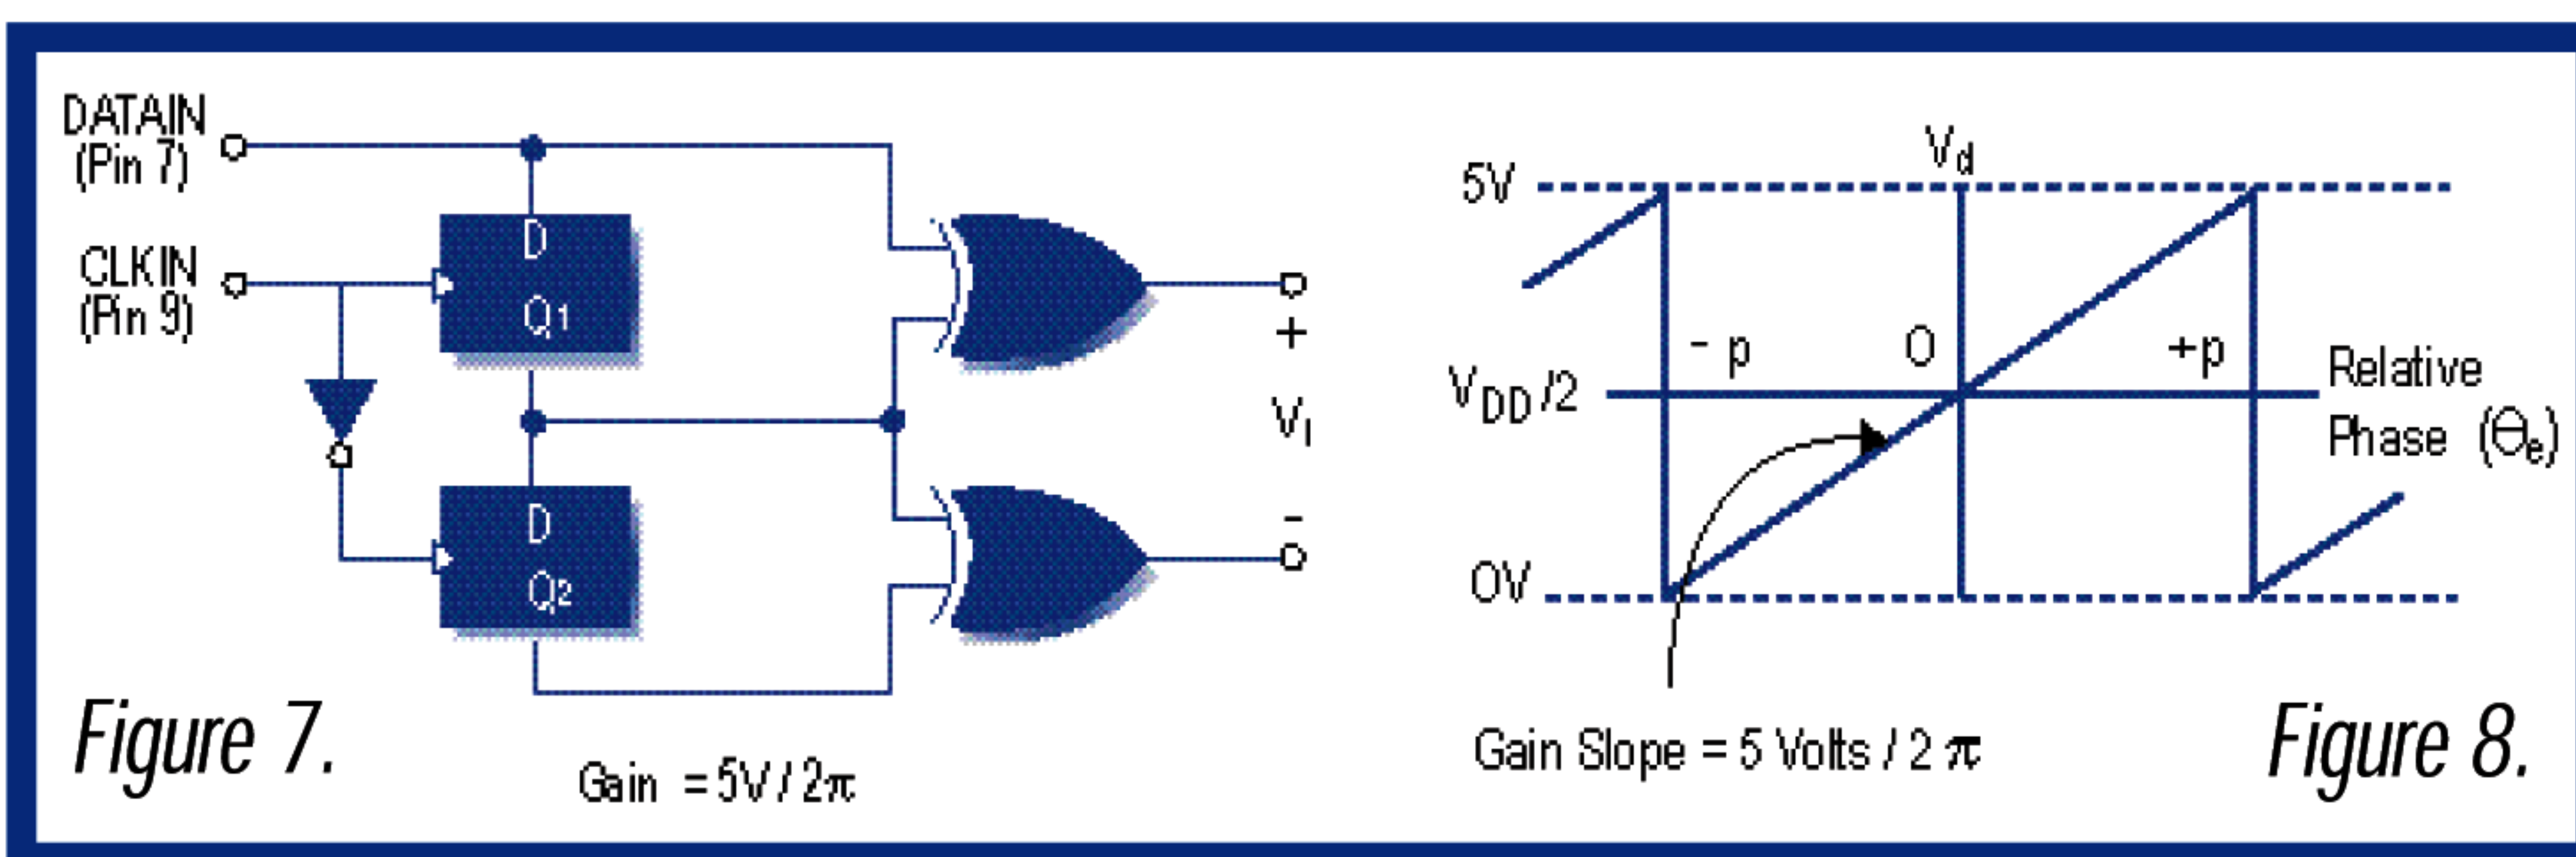 DATAIN
(Pin 7)
CLKIN
(Pin 9)
D
Q1
D
Q2
+
VI
-
Figure 7.
Gain = 5V / 2π
Vd
5V
- p
0
+p
VDD /2
Relative
Phase (Θe)
0V
Gain Slope = 5 Volts / 2 π
Figure 8.